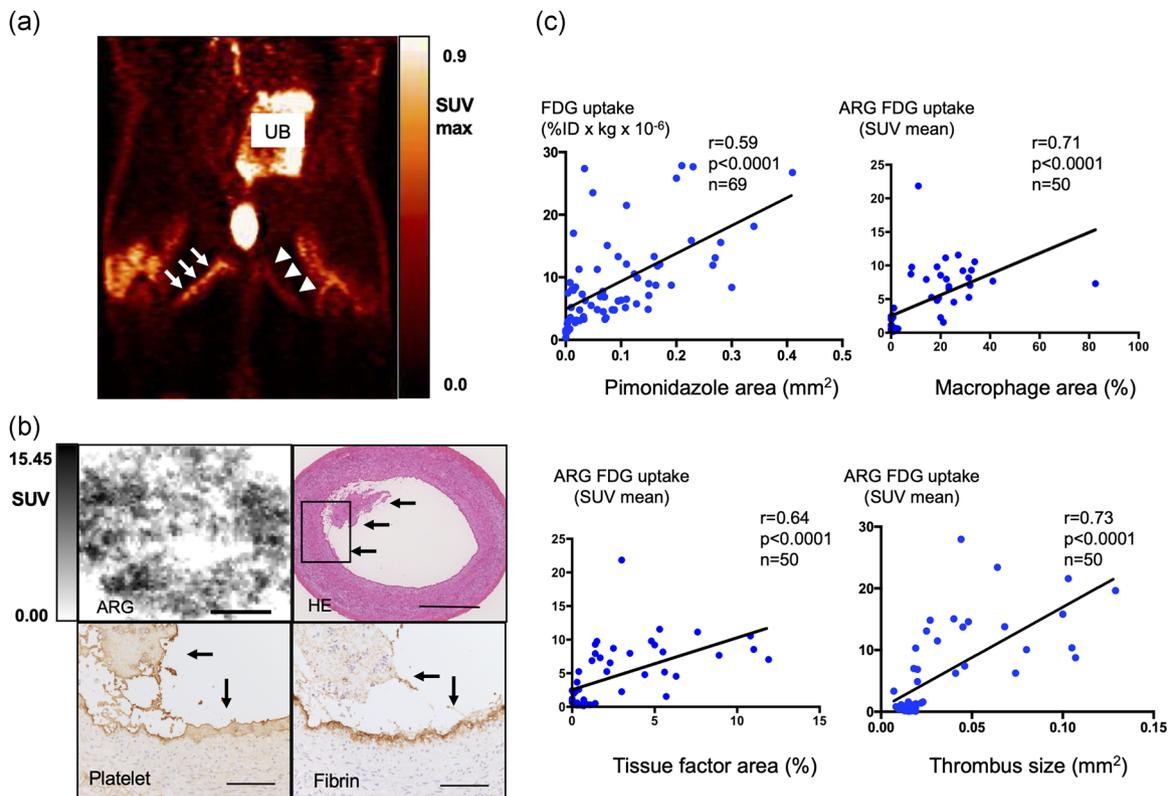 (a)
UB
0.9
SUV
max
0.0
(b)
15.45
SUV
0.00
ARG
HE
Platelet
Fibrin
(c)
FDG uptake
(%ID x kg x 10-6)
r=0.59
p<0.0001
n=69
30
20
10
0
0.0 0.1 0.2 0.3 0.4 0.5
Pimonidazole area (mm2)
ARG FDG uptake
(SUV mean)
r=0.71
p<0.0001
n=50
25
20
15
10
5
0
0 20 40 60 80 100
Macrophage area (%)
ARG FDG uptake
(SUV mean)
r=0.64
p<0.0001
n=50
25
20
15
10
5
0
0 5 10 15
Tissue factor area (%)
ARG FDG uptake
(SUV mean)
r=0.73
p<0.0001
n=50
30
20
10
0
0.00 0.05 0.10 0.15
Thrombus size (mm2)